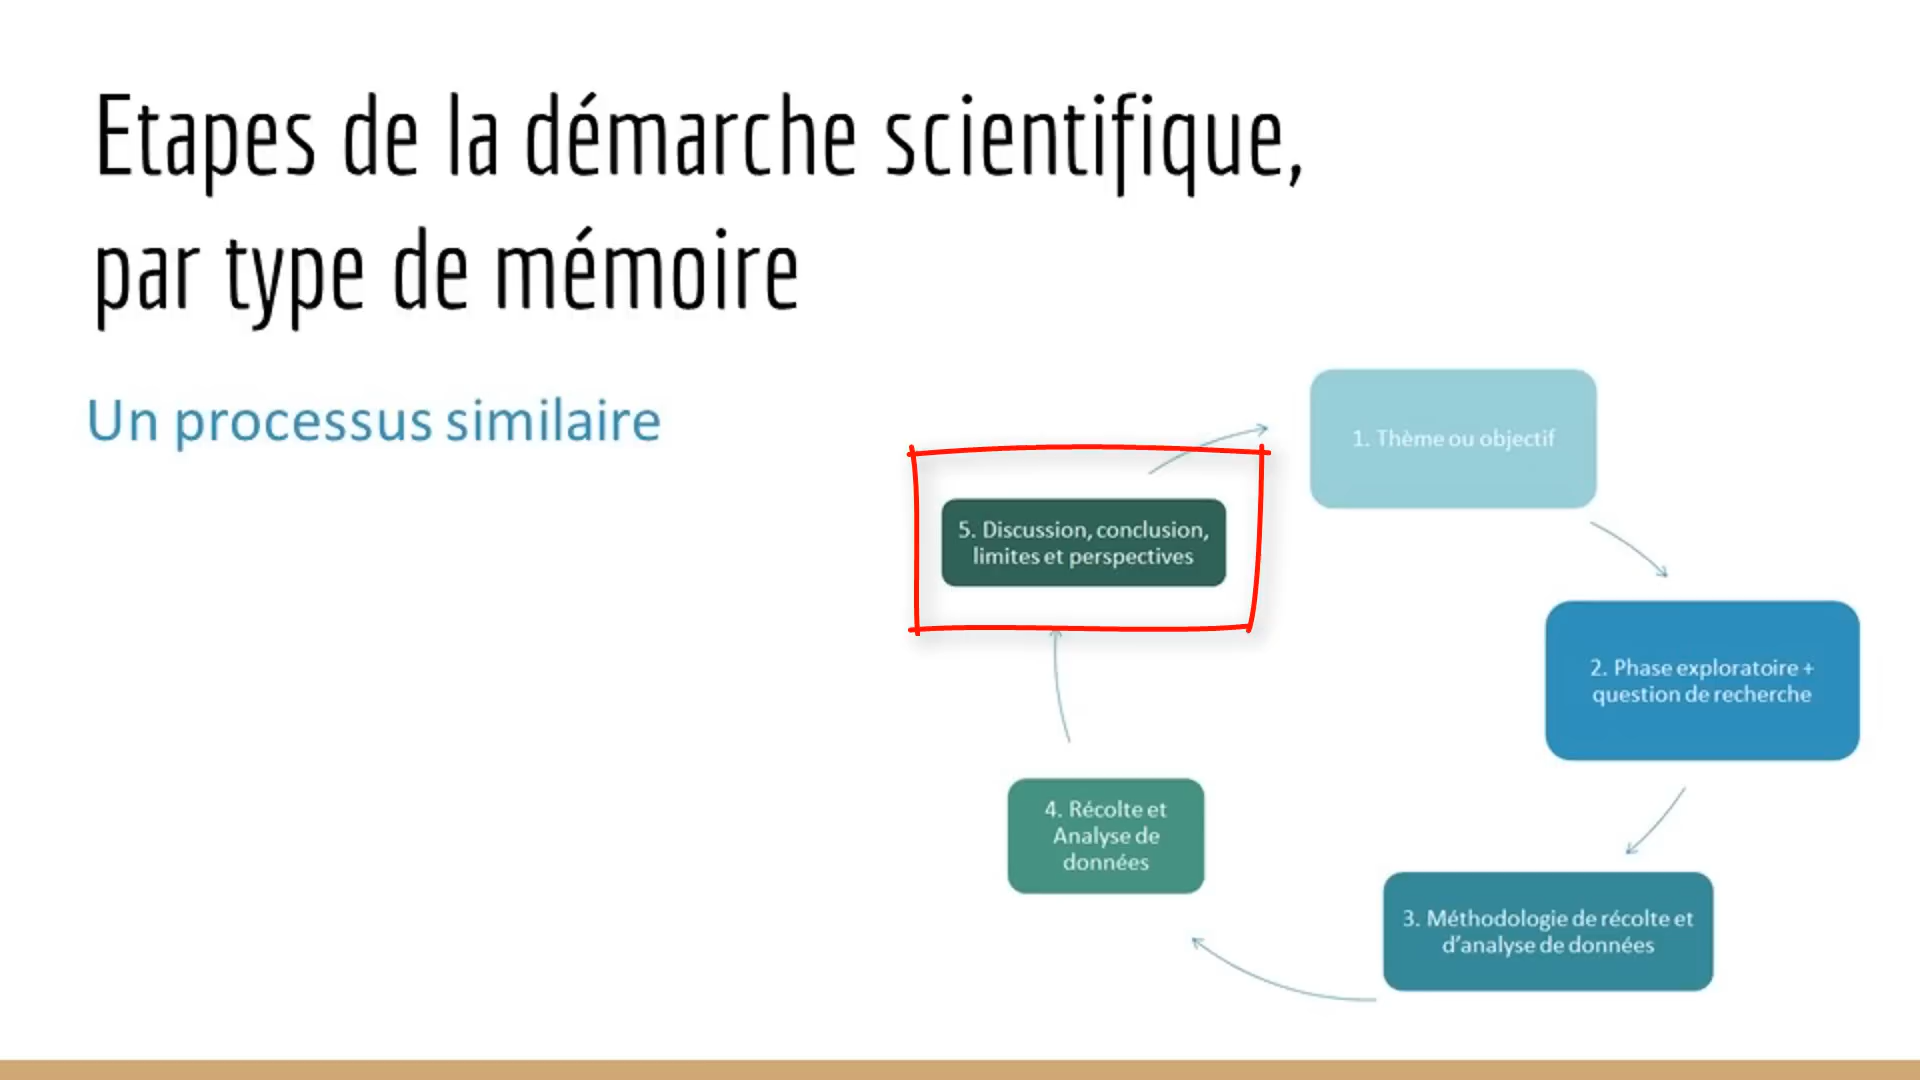 Etapes de la démarche scientifique,
par type de mémoire
Un processus similaire
1. Thème ou objectif
2. Phase exploratoire +
question de recherche
3. Méthodologie de récolte et
d’analyse de données
4. Récolte et
Analyse de
données
5. Discussion, conclusion,
limites et perspectives